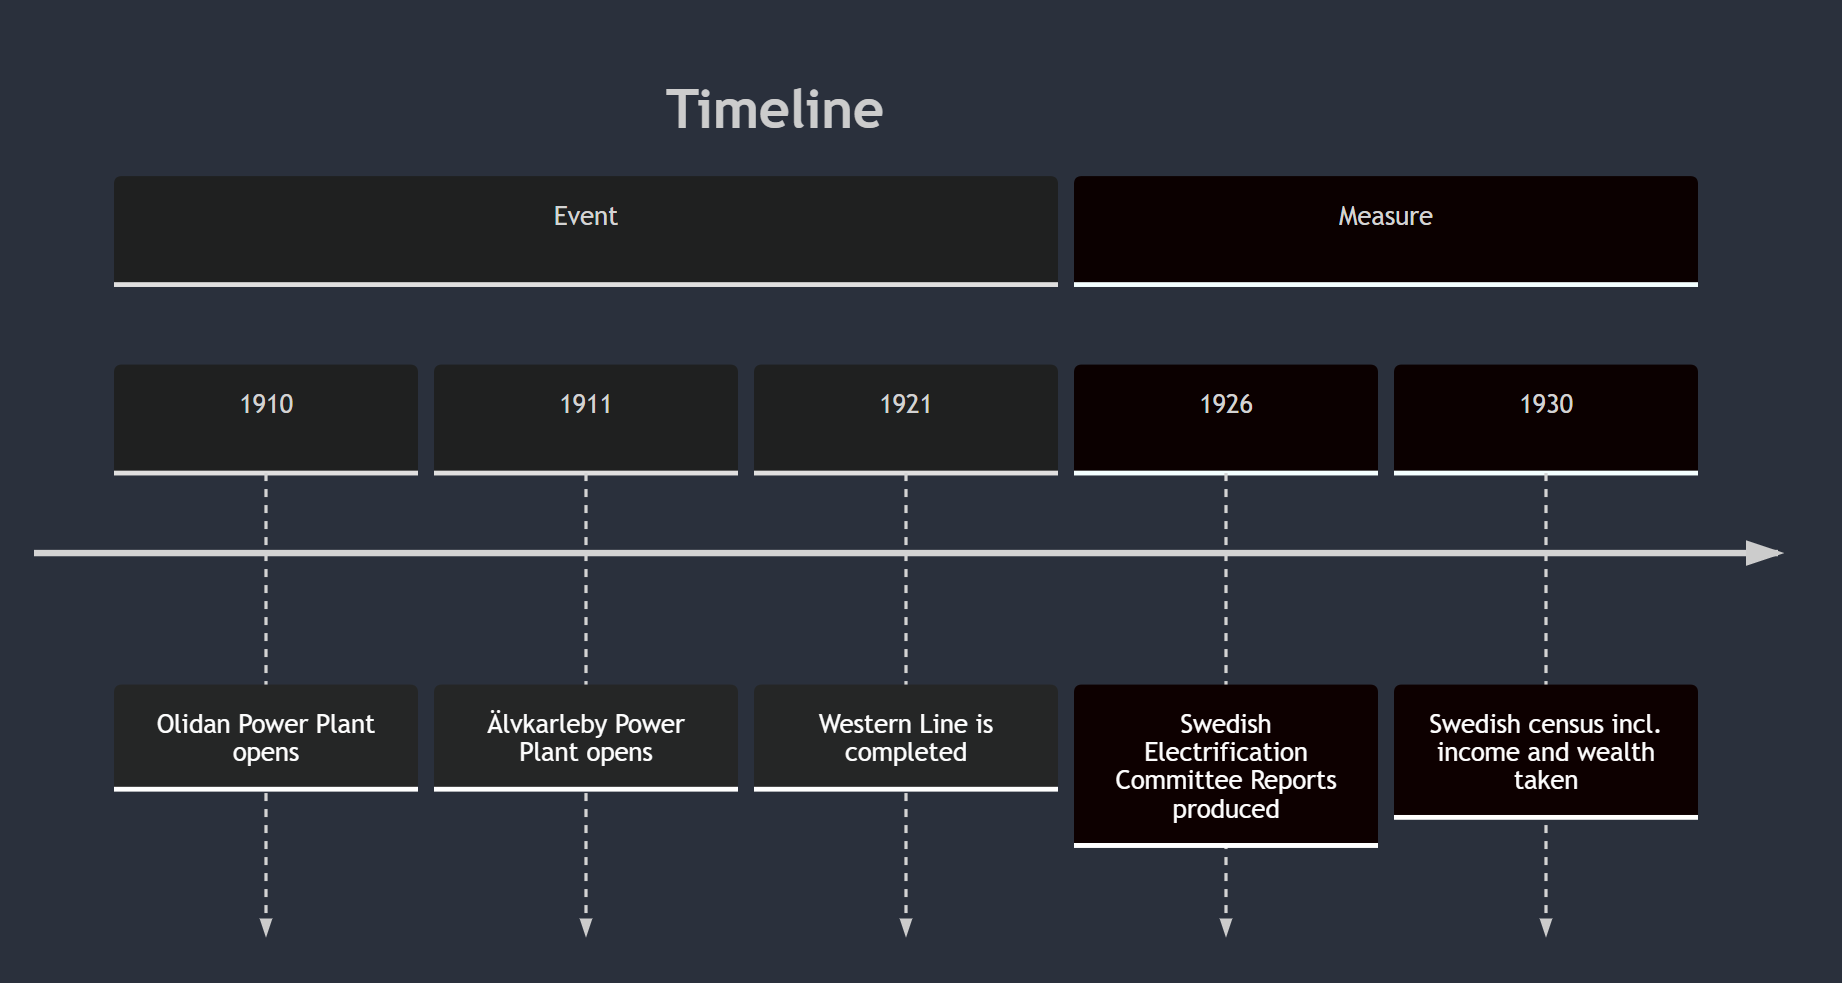 Timeline
Event
Measure
1910
1911
1921
1926
1930
Olidan Power Plant
opens
Älvkarleby Power
Plant opens
Western Line is
completed
Swedish
Electrification
Committee Reports
produced
Swedish census incl.
income and wealth
taken